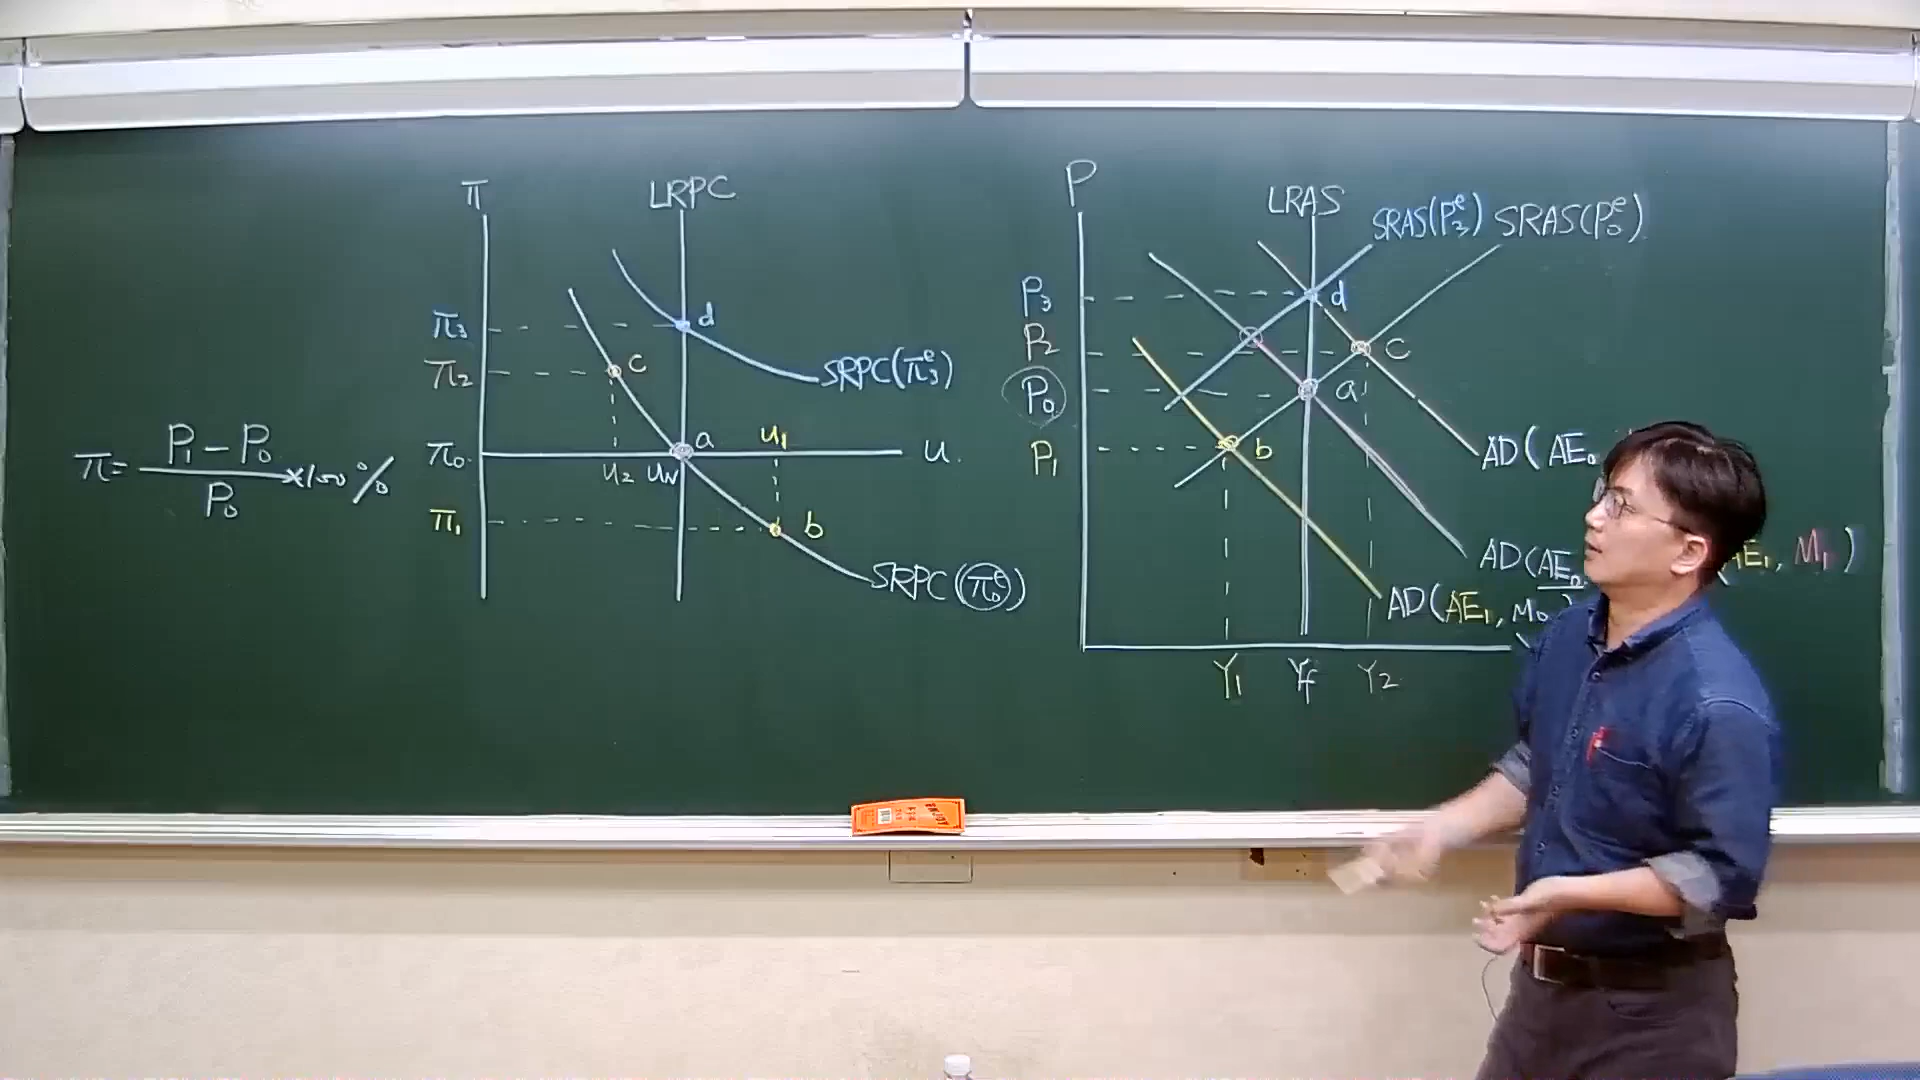 π
LRPC
π₃
d
π₂
c
SRPC(π₃ᵉ)
π = (P₁ − P₀) / P₀ × 100 %
π₀
a
u₁
u
u₂
uN
π₁
b
SRPC(π₀ᵉ)
P
LRAS
SRAS(P₃ᵉ)
SRAS(P₀ᵉ)
P₃
d
P₂
c
P₀
a
P₁
b
AD(AE₀
AD(AE₀
AE₁, M₁)
AD(AE₁, M₀)
Y₁
Yf
Y₂